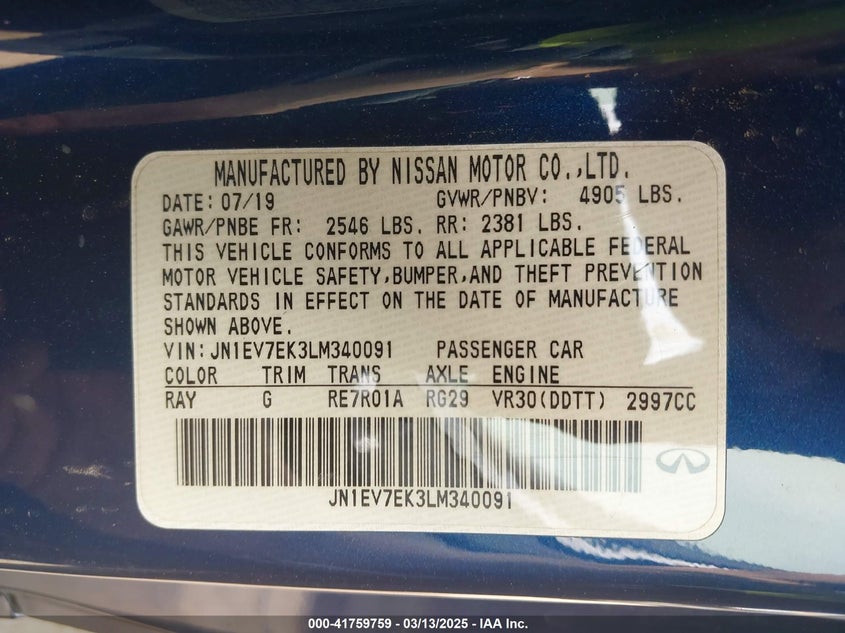 MANUFACTURED BY NISSAN MOTOR CO.,LTD.
DATE: 07/19 GVWR/PNBV: 4905 LBS.
GAWR/PNBE FR: 2546 LBS. RR: 2381 LBS.
THIS VEHICLE CONFORMS TO ALL APPLICABLE FEDERAL
MOTOR VEHICLE SAFETY,BUMPER,AND THEFT PREVENTION
STANDARDS IN EFFECT ON THE DATE OF MANUFACTURE
SHOWN ABOVE.
VIN:JN1EV7EK3LM340091 PASSENGER CAR
COLOR TRIM TRANS AXLE ENGINE
RAY G RE7R01A RG29 VR30(DDTT) 2997CC
JN1EV7EK3LM340091
000-41759759 - 03/13/2025 - IAA Inc.